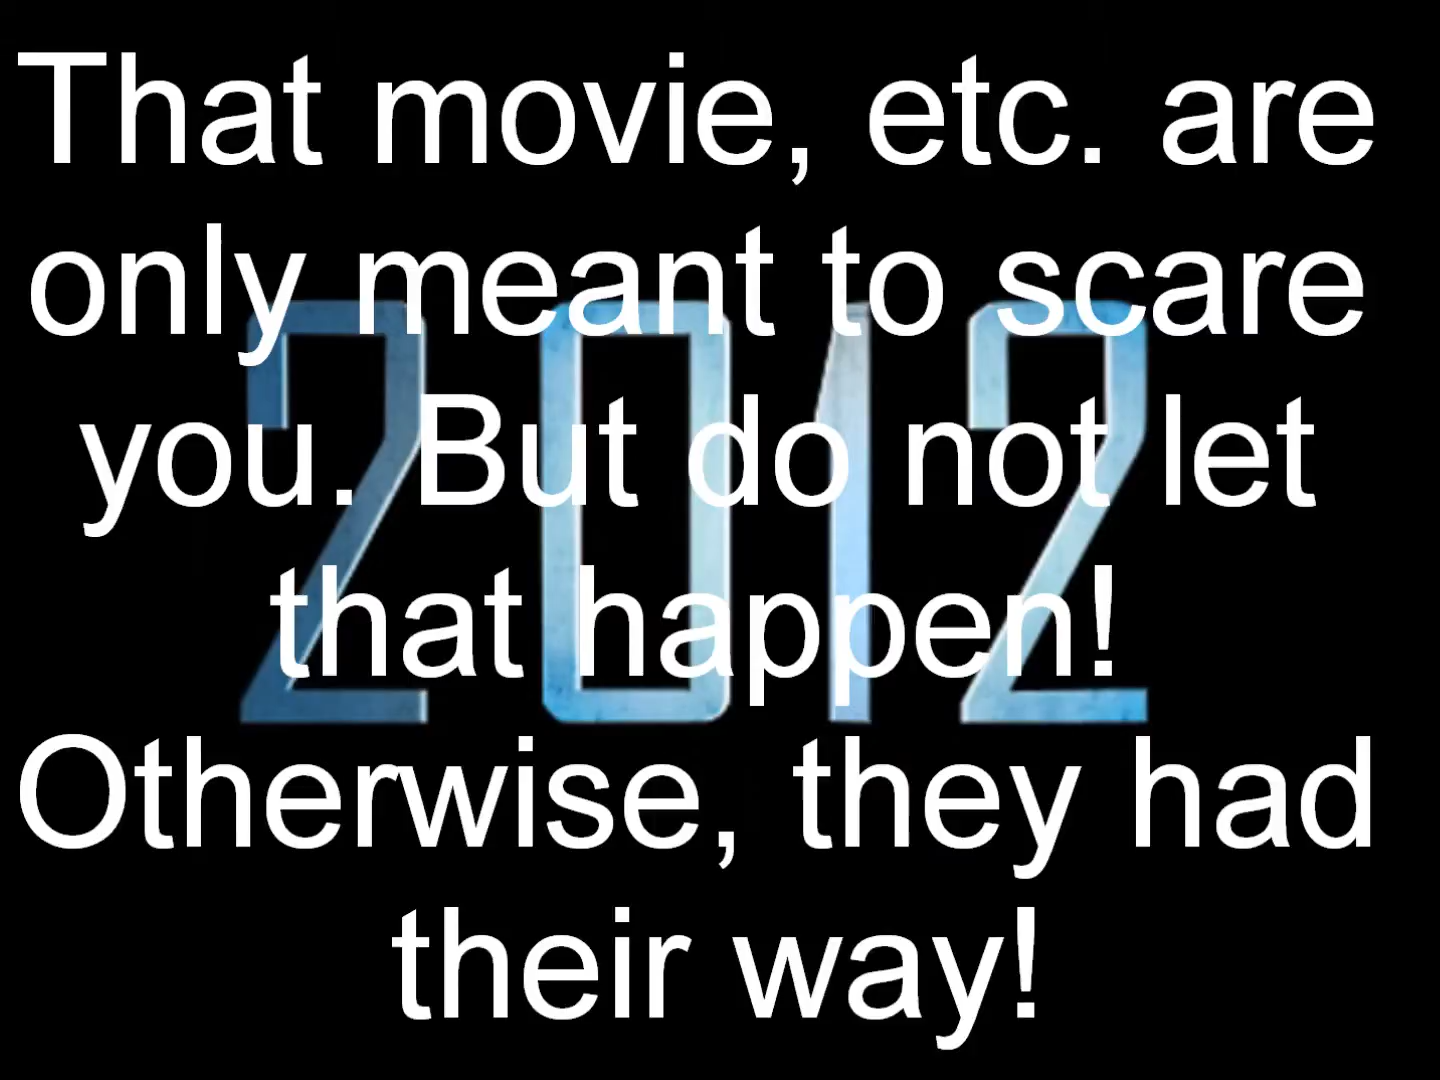 That movie, etc. are
only meant to scare
2012
you. But do not let
that happen!
Otherwise, they had
their way!